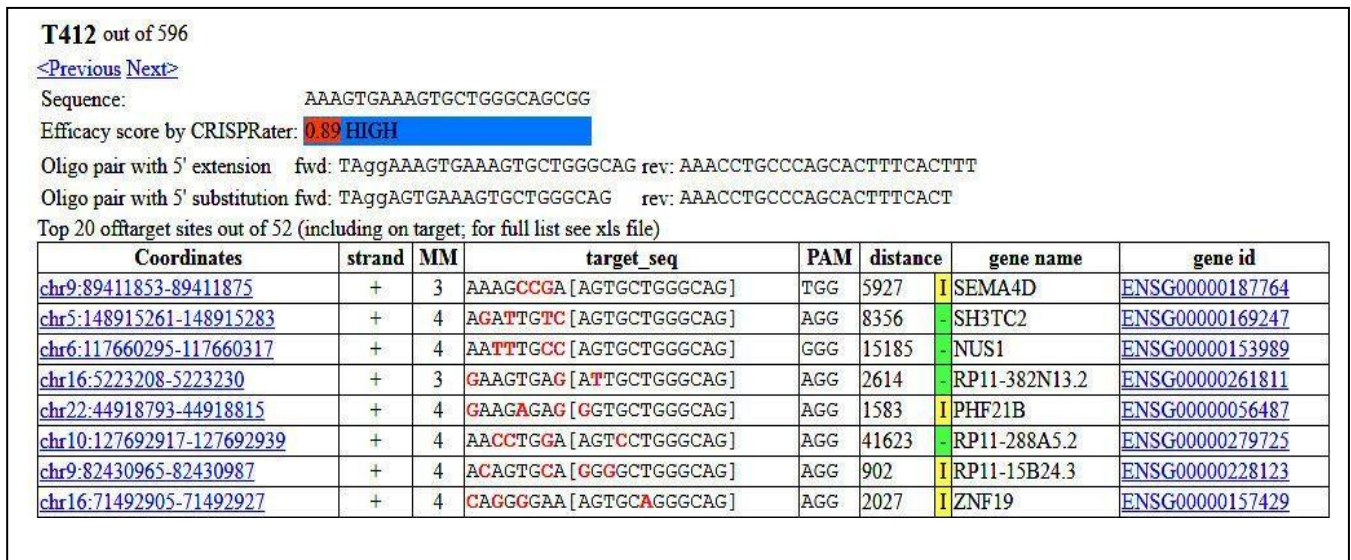 T412 out of 596
<Previous Next>
Sequence: AAAGTGAAAGTGCTGGGCAGCGG
Efficacy score by CRISPRater: 0.89 HIGH
Oligo pair with 5' extension fwd: TAggAAAGTGAAAGTGCTGGGCAG rev: AAACCTGCCCAGCACTTTCACTTT
Oligo pair with 5' substitution fwd: TAggAGTGAAAGTGCTGGGCAG rev: AAACCTGCCCAGCACTTTCACT
Top 20 offtarget sites out of 52 (including on target; for full list see xls file)
Coordinates strand MM target_seq PAM distance gene name gene id
chr9:89411853-89411875 + 3 AAAGCCGA[AGTGCTGGGCAG] TGG 5927 I SEMA4D ENSG00000187764
chr5:148915261-148915283 + 4 AGATTGTC[AGTGCTGGGCAG] AGG 8356 - SH3TC2 ENSG00000169247
chr6:117660295-117660317 + 4 AATTTGCC[AGTGCTGGGCAG] GGG 15185 - NUS1 ENSG00000153989
chr16:5223208-5223230 + 3 GAAGTGAG[ATTGCTGGGCAG] AGG 2614 - RP11-382N13.2 ENSG00000261811
chr22:44918793-44918815 + 4 GAAGAGAG[GGTGCTGGGCAG] AGG 1583 I PHF21B ENSG00000056487
chr10:127692917-127692939 + 4 AACCTGGA[AGTCCTGGGCAG] AGG 41623 - RP11-288A5.2 ENSG00000279725
chr9:82430965-82430987 + 4 ACAGTGCA[GGGGCTGGGCAG] AGG 902 I RP11-15B24.3 ENSG00000228123
chr16:71492905-71492927 + 4 CAGGGGAA[AGTGCAGGGCAG] AGG 2027 I ZNF19 ENSG00000157429